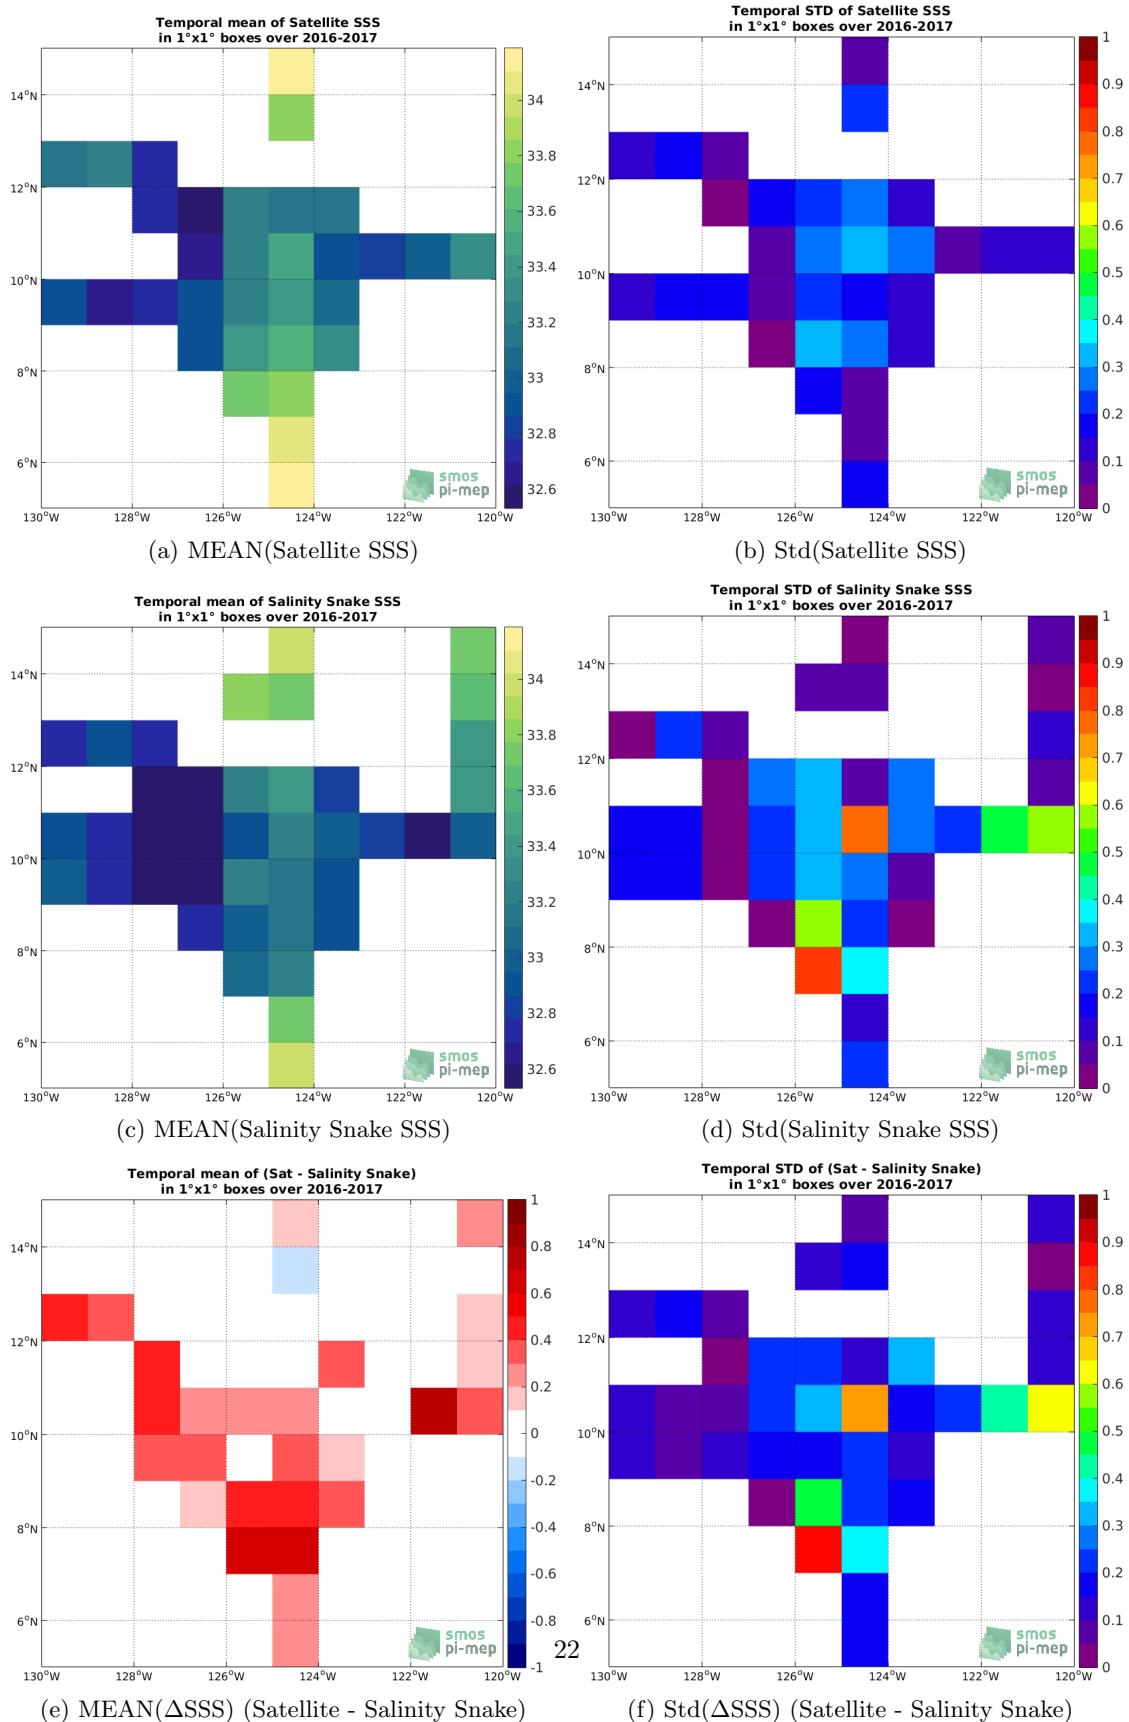 Temporal mean of Satellite SSS
in 1°x1° boxes over 2016-2017
14°N
12°N
10°N
8°N
6°N
130°W 128°W 126°W 124°W 122°W 120°W
34
33.8
33.6
33.4
33.2
33
32.8
32.6
smos
pi-mep
(a) MEAN(Satellite SSS)
Temporal STD of Satellite SSS
in 1°x1° boxes over 2016-2017
14°N
12°N
10°N
8°N
6°N
130°W 128°W 126°W 124°W 122°W 120°W
1
0.9
0.8
0.7
0.6
0.5
0.4
0.3
0.2
0.1
0
smos
pi-mep
(b) Std(Satellite SSS)
Temporal mean of Salinity Snake SSS
in 1°x1° boxes over 2016-2017
14°N
12°N
10°N
8°N
6°N
130°W 128°W 126°W 124°W 122°W 120°W
34
33.8
33.6
33.4
33.2
33
32.8
32.6
smos
pi-mep
(c) MEAN(Salinity Snake SSS)
Temporal STD of Salinity Snake SSS
in 1°x1° boxes over 2016-2017
14°N
12°N
10°N
8°N
6°N
130°W 128°W 126°W 124°W 122°W 120°W
1
0.9
0.8
0.7
0.6
0.5
0.4
0.3
0.2
0.1
0
smos
pi-mep
(d) Std(Salinity Snake SSS)
Temporal mean of (Sat - Salinity Snake)
in 1°x1° boxes over 2016-2017
14°N
12°N
10°N
8°N
6°N
130°W 128°W 126°W 124°W 122°W 120°W
1
0.8
0.6
0.4
0.2
0
-0.2
-0.4
-0.6
-0.8
-1
smos
pi-mep
(e) MEAN(ΔSSS) (Satellite - Salinity Snake)
Temporal STD of (Sat - Salinity Snake)
in 1°x1° boxes over 2016-2017
14°N
12°N
10°N
8°N
6°N
130°W 128°W 126°W 124°W 122°W 120°W
1
0.9
0.8
0.7
0.6
0.5
0.4
0.3
0.2
0.1
0
smos
pi-mep
(f) Std(ΔSSS) (Satellite - Salinity Snake)
22